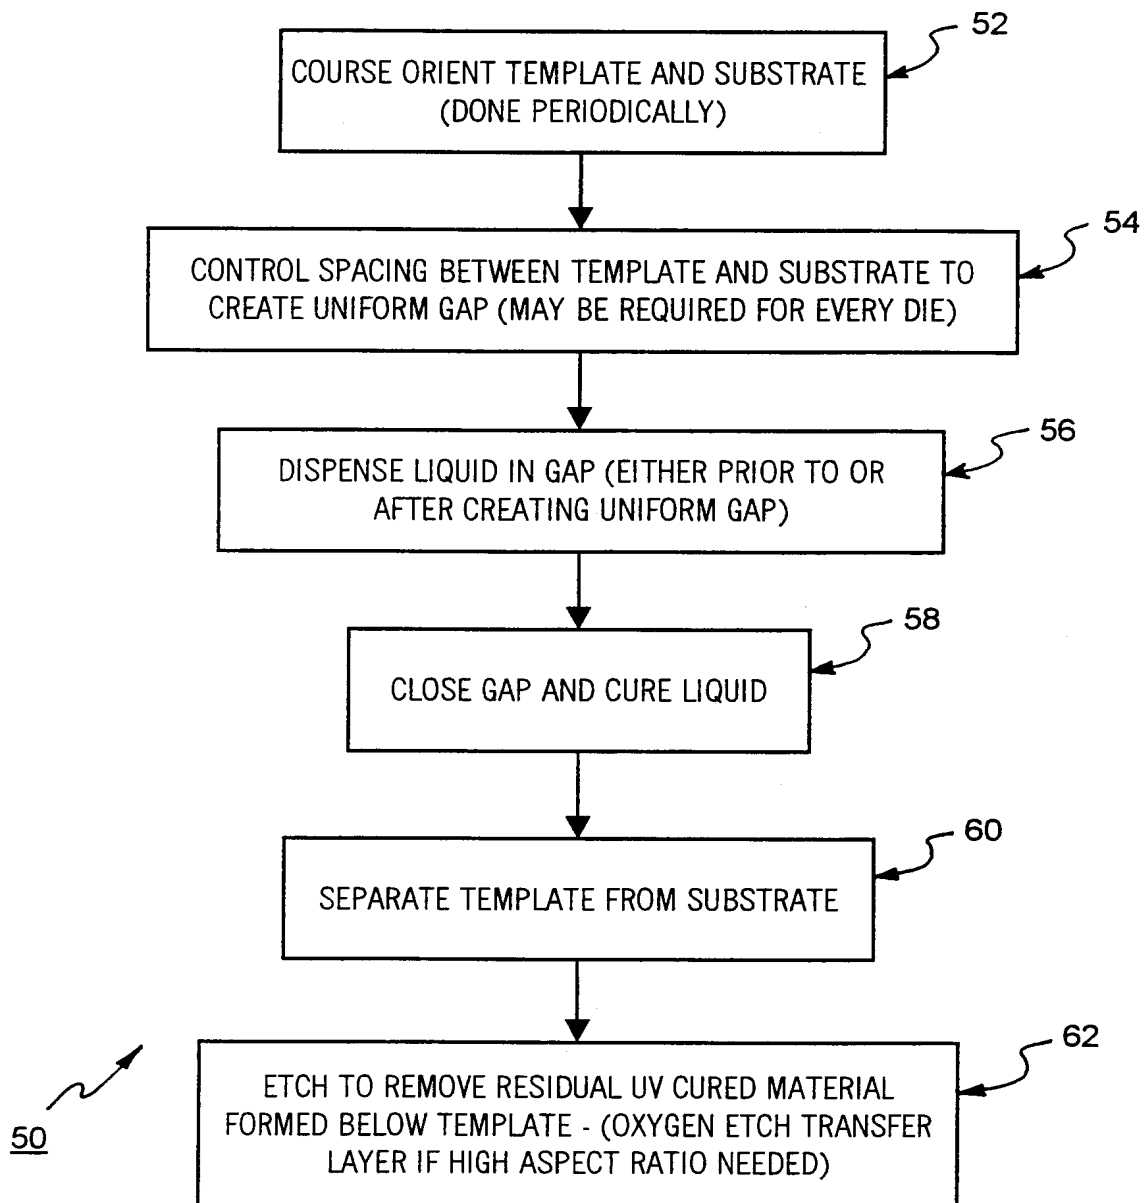 52
COURSE ORIENT TEMPLATE AND SUBSTRATE
(DONE PERIODICALLY)
54
CONTROL SPACING BETWEEN TEMPLATE AND SUBSTRATE TO
CREATE UNIFORM GAP (MAY BE REQUIRED FOR EVERY DIE)
56
DISPENSE LIQUID IN GAP (EITHER PRIOR TO OR
AFTER CREATING UNIFORM GAP)
58
CLOSE GAP AND CURE LIQUID
60
SEPARATE TEMPLATE FROM SUBSTRATE
62
ETCH TO REMOVE RESIDUAL UV CURED MATERIAL
FORMED BELOW TEMPLATE - (OXYGEN ETCH TRANSFER
LAYER IF HIGH ASPECT RATIO NEEDED)
50